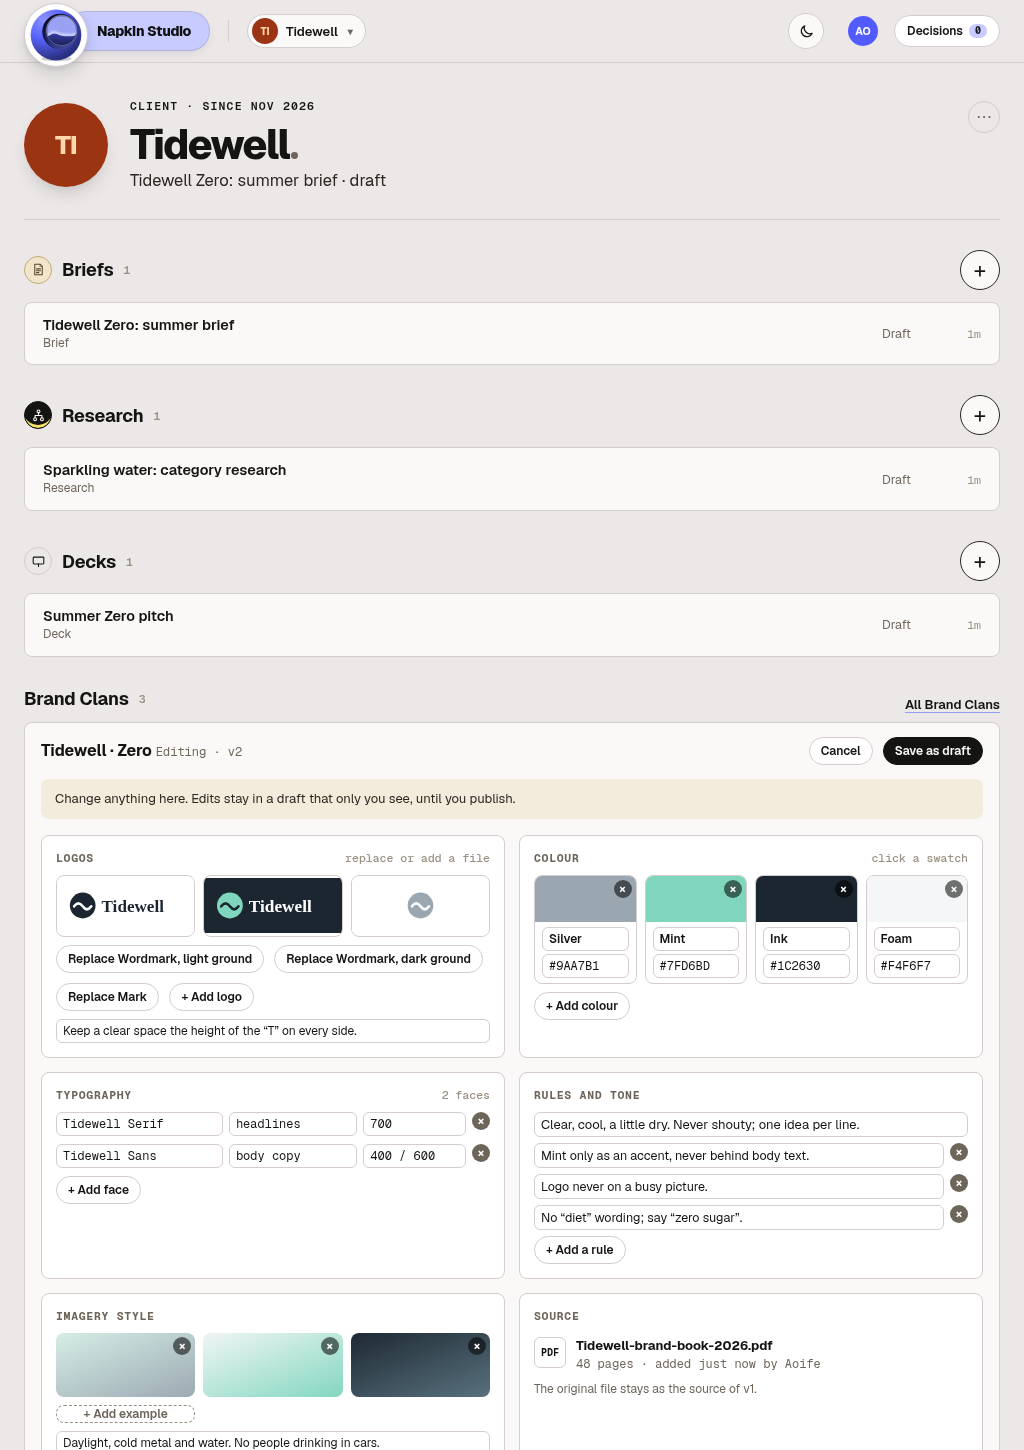 Napkin Studio
TI
Tidewell ▾
AO
Decisions 0
TI
CLIENT · SINCE NOV 2026
Tidewell.
Tidewell Zero: summer brief · draft
···
Briefs 1
+
Tidewell Zero: summer brief
Brief
Draft
1m
Research 1
+
Sparkling water: category research
Research
Draft
1m
Decks 1
+
Summer Zero pitch
Deck
Draft
1m
Brand Clans 3
All Brand Clans
Tidewell · Zero Editing · v2
Cancel
Save as draft
Change anything here. Edits stay in a draft that only you see, until you publish.
LOGOS
replace or add a file
Tidewell
Tidewell
Replace Wordmark, light ground
Replace Wordmark, dark ground
Replace Mark
+ Add logo
Keep a clear space the height of the “T” on every side.
COLOUR
click a swatch
× × × ×
Silver
Mint
Ink
Foam
#9AA7B1
#7FD6BD
#1C2630
#F4F6F7
+ Add colour
TYPOGRAPHY
2 faces
Tidewell Serif
headlines
700
×
Tidewell Sans
body copy
400 / 600
×
+ Add face
RULES AND TONE
Clear, cool, a little dry. Never shouty; one idea per line.
Mint only as an accent, never behind body text.
×
Logo never on a busy picture.
×
No “diet” wording; say “zero sugar”.
×
+ Add a rule
IMAGERY STYLE
× × ×
+ Add example
Daylight, cold metal and water. No people drinking in cars.
SOURCE
PDF
Tidewell-brand-book-2026.pdf
48 pages · added just now by Aoife
The original file stays as the source of v1.